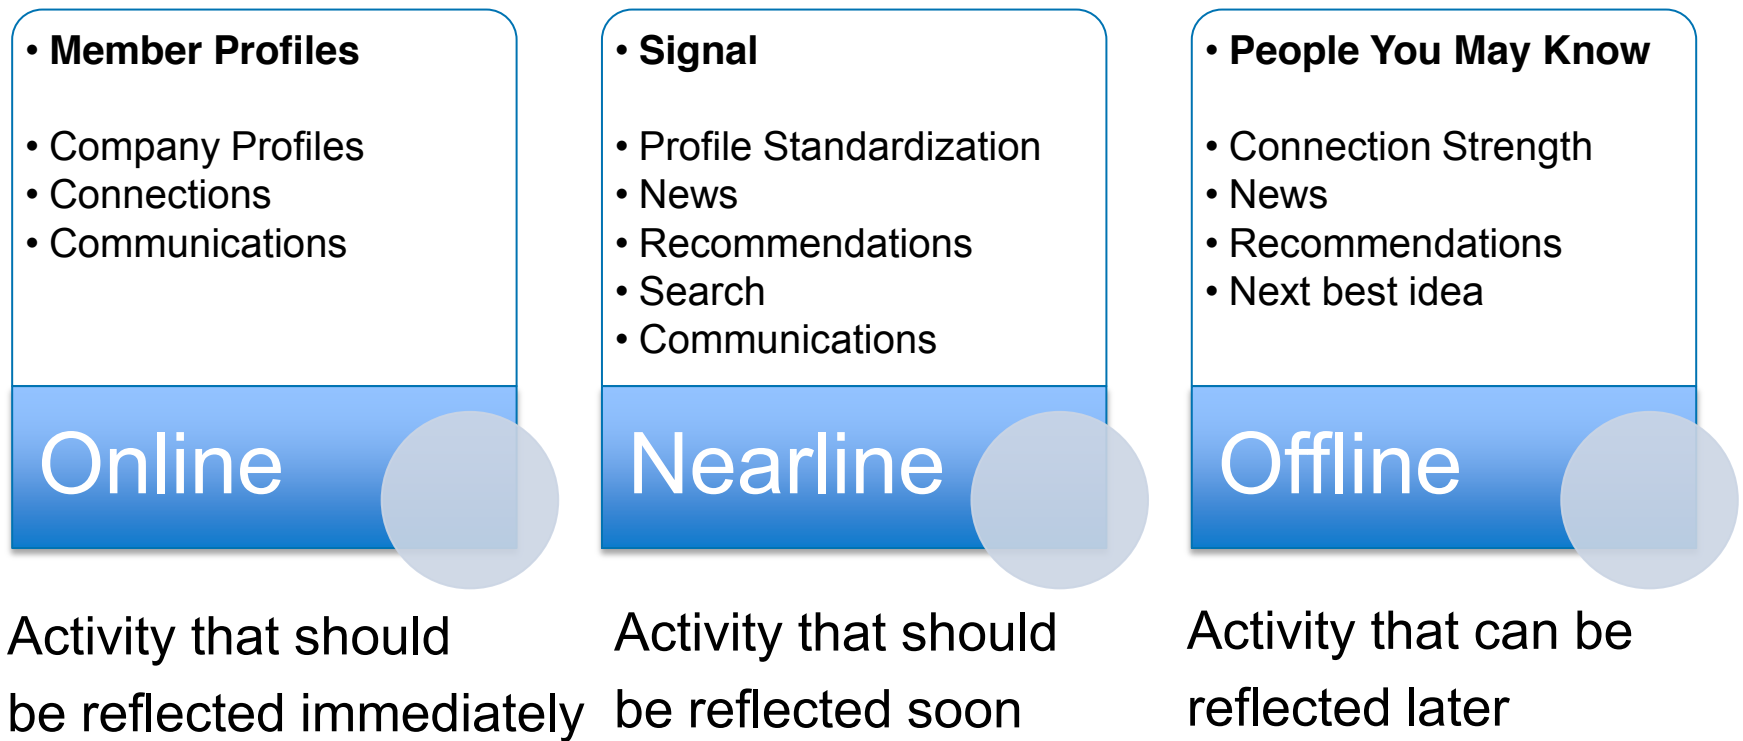 • Member Profiles
• Company Profiles
• Connections
• Communications
Online
Activity that should
be reflected immediately
• Signal
• Profile Standardization
• News
• Recommendations
• Search
• Communications
Nearline
Activity that should
be reflected soon
• People You May Know
• Connection Strength
• News
• Recommendations
• Next best idea
Offline
Activity that can be
reflected later